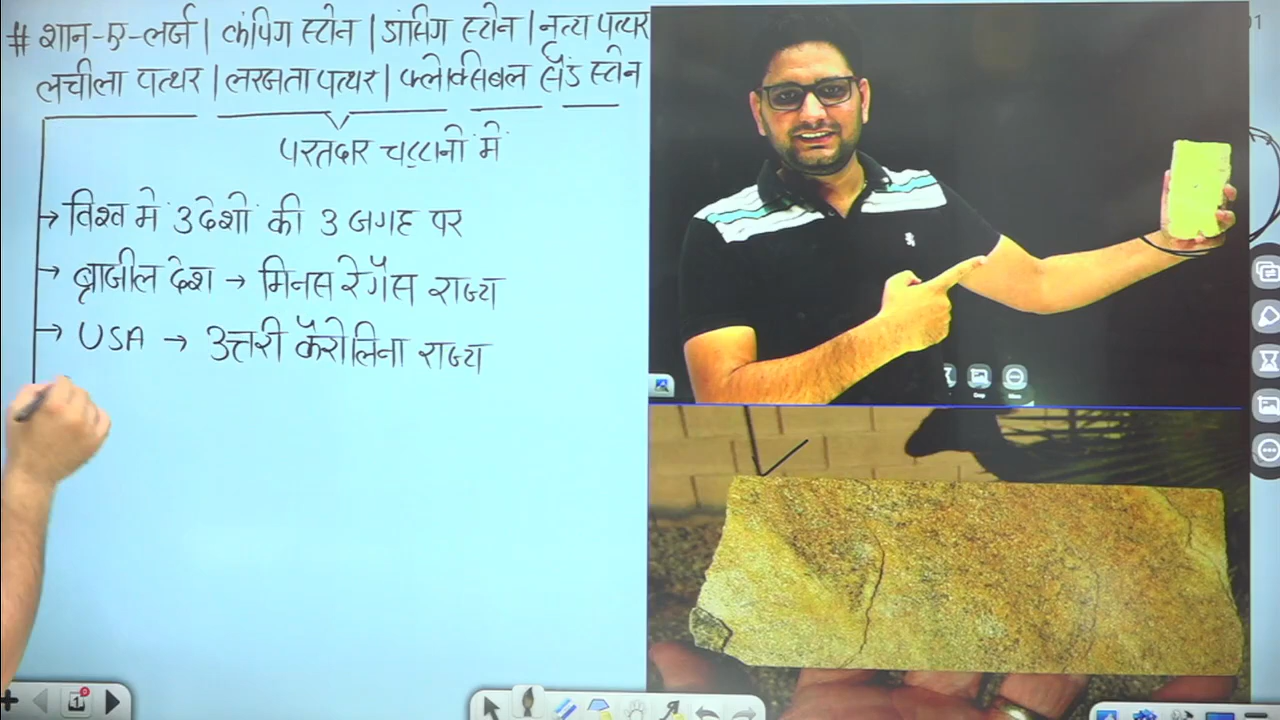 # शान-ए-लर्ज | कंपिग स्टोन | डांसिग स्टोन | नृत्य पत्थर
लचीला पत्थर | लरजता पत्थर | फ्लेक्सिबल सैंड स्टोन
परतदार चट्टानों में
→ विश्व में 3 देशों की 3 जगह पर
→ ब्राजील देश → मिनस रेगॅस राज्य
→ USA → उत्तरी कॅरोलिना राज्य